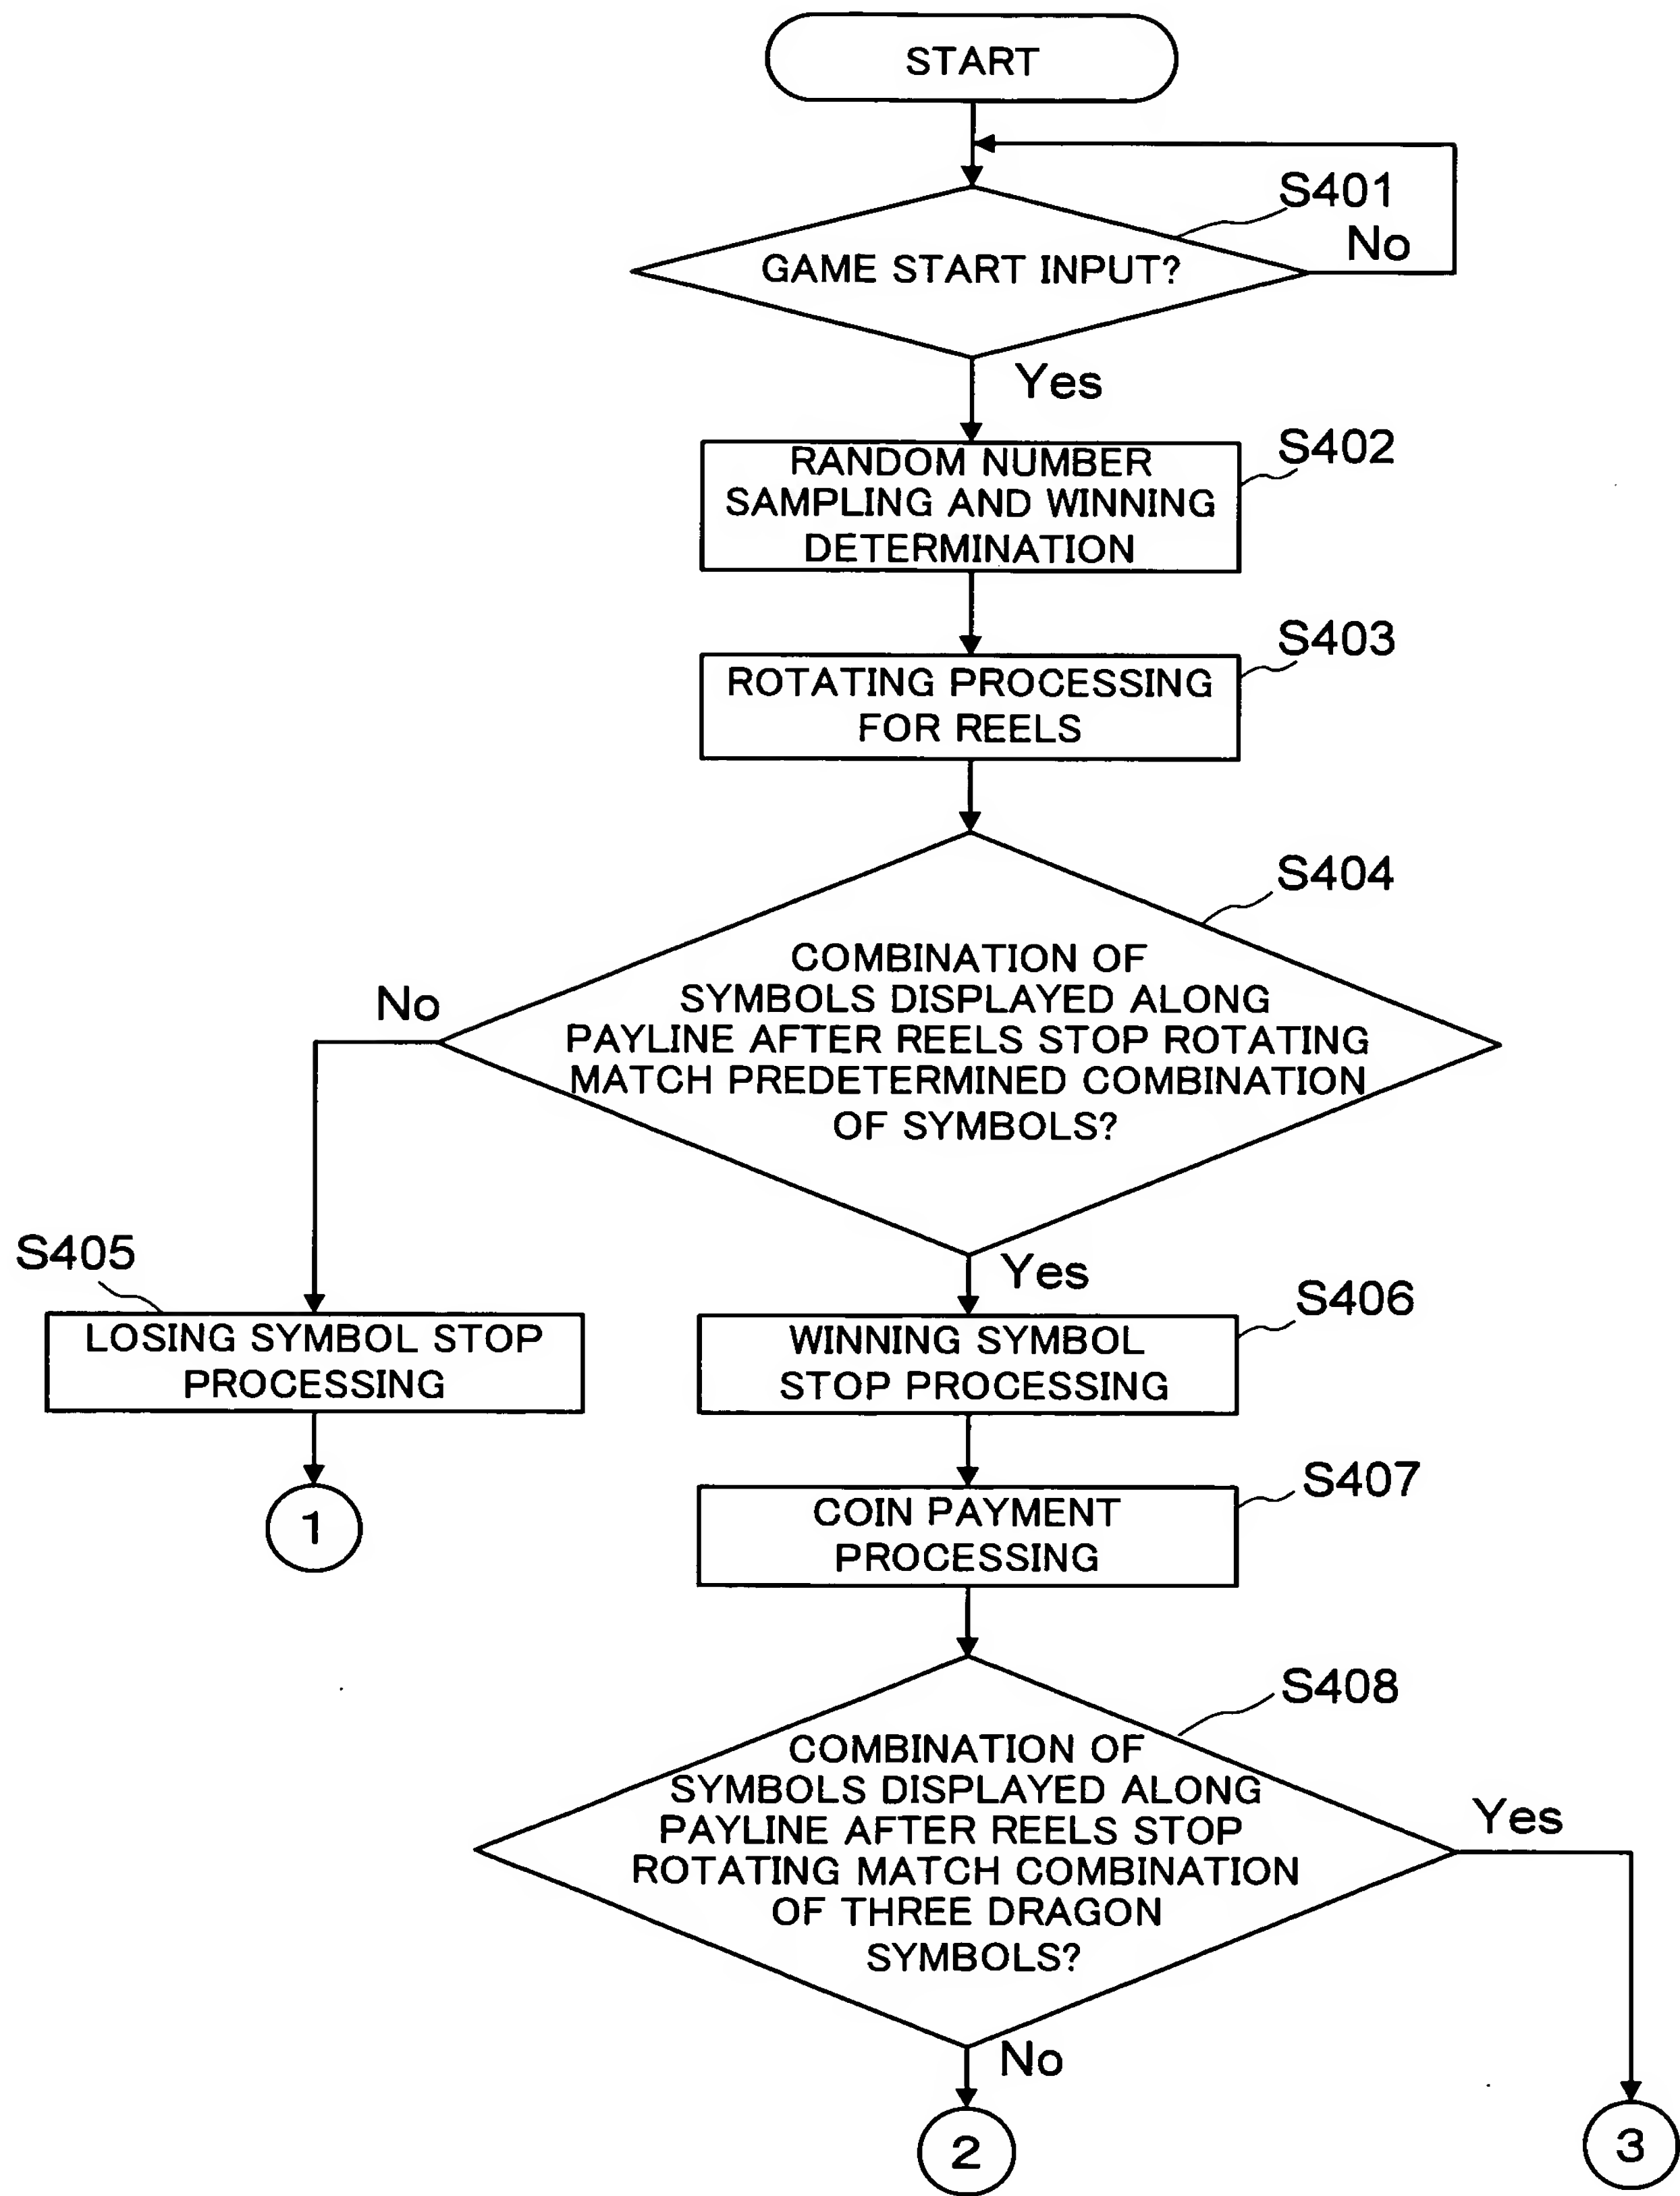 START
S401
No
GAME START INPUT?
Yes
S402
RANDOM NUMBER
SAMPLING AND WINNING
DETERMINATION
S403
ROTATING PROCESSING
FOR REELS
S404
COMBINATION OF
SYMBOLS DISPLAYED ALONG
PAYLINE AFTER REELS STOP ROTATING
MATCH PREDETERMINED COMBINATION
OF SYMBOLS?
No
Yes
S405
LOSING SYMBOL STOP
PROCESSING
1
S406
WINNING SYMBOL
STOP PROCESSING
S407
COIN PAYMENT
PROCESSING
S408
COMBINATION OF
SYMBOLS DISPLAYED ALONG
PAYLINE AFTER REELS STOP
ROTATING MATCH COMBINATION
OF THREE DRAGON
SYMBOLS?
Yes
No
2
3